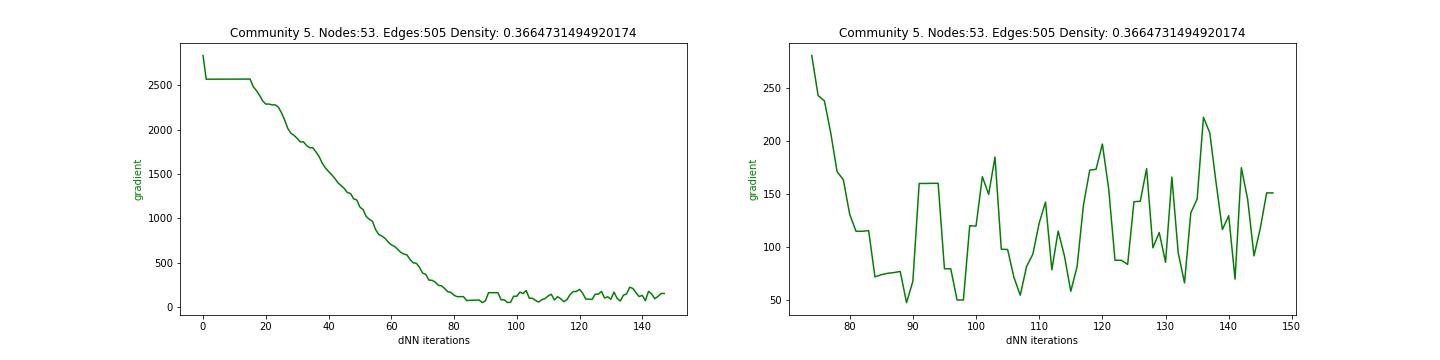 Community 5. Nodes:53. Edges:505 Density: 0.3664731494920174
2500
2000
1500
1000
500
0
gradient
0 20 40 60 80 100 120 140
dNN iterations
Community 5. Nodes:53. Edges:505 Density: 0.3664731494920174
250
200
150
100
50
gradient
80 90 100 110 120 130 140 150
dNN iterations